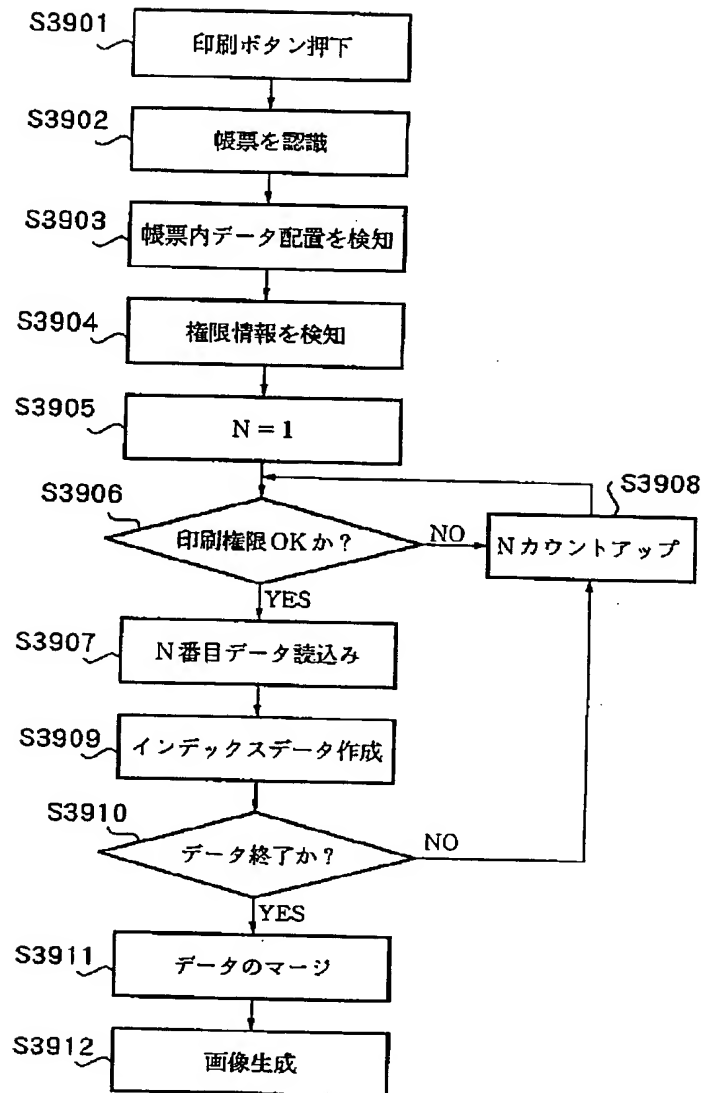 S3901
印刷ボタン押下
S3902
帳票を認識
S3903
帳票内データ配置を検知
S3904
権限情報を検知
S3905
N=1
S3906
印刷権限OKか?
NO
S3908
Nカウントアップ
YES
S3907
N番目データ読込み
S3909
インデックスデータ作成
S3910
データ終了か?
NO
YES
S3911
データのマージ
S3912
画像生成